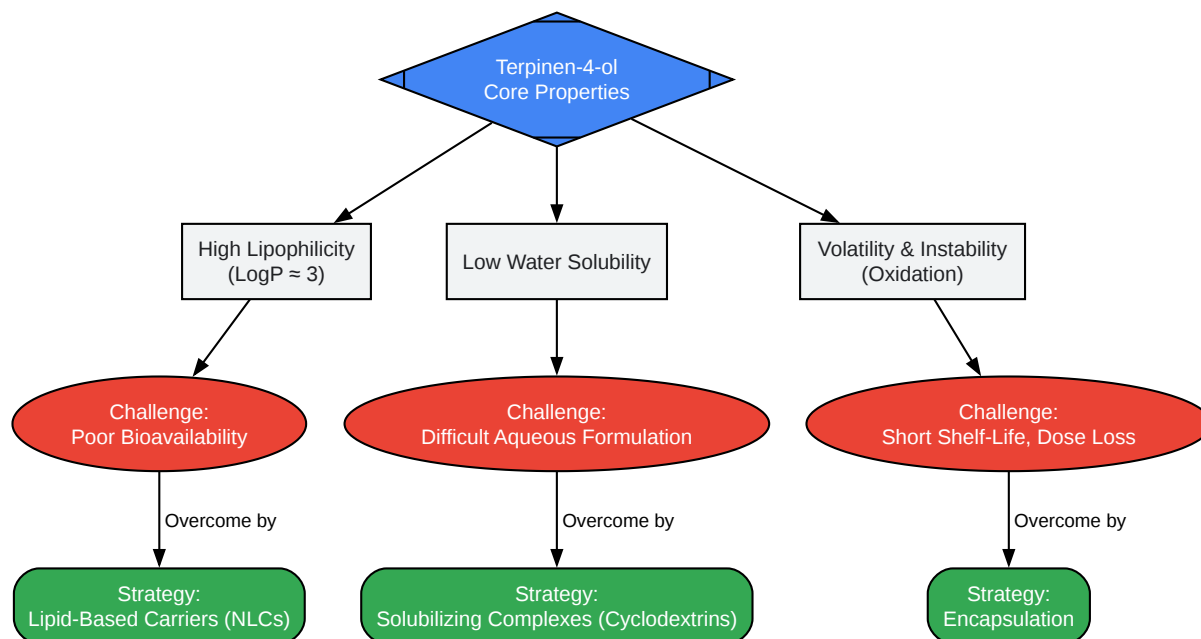 Terpinen-4-ol
Core Properties
High Lipophilicity
(LogP ≈ 3)
Low Water Solubility
Volatility & Instability
(Oxidation)
Challenge:
Poor Bioavailability
Challenge:
Difficult Aqueous Formulation
Challenge:
Short Shelf-Life, Dose Loss
Overcome by
Overcome by
Overcome by
Strategy:
Lipid-Based Carriers (NLCs)
Strategy:
Solubilizing Complexes (Cyclodextrins)
Strategy:
Encapsulation